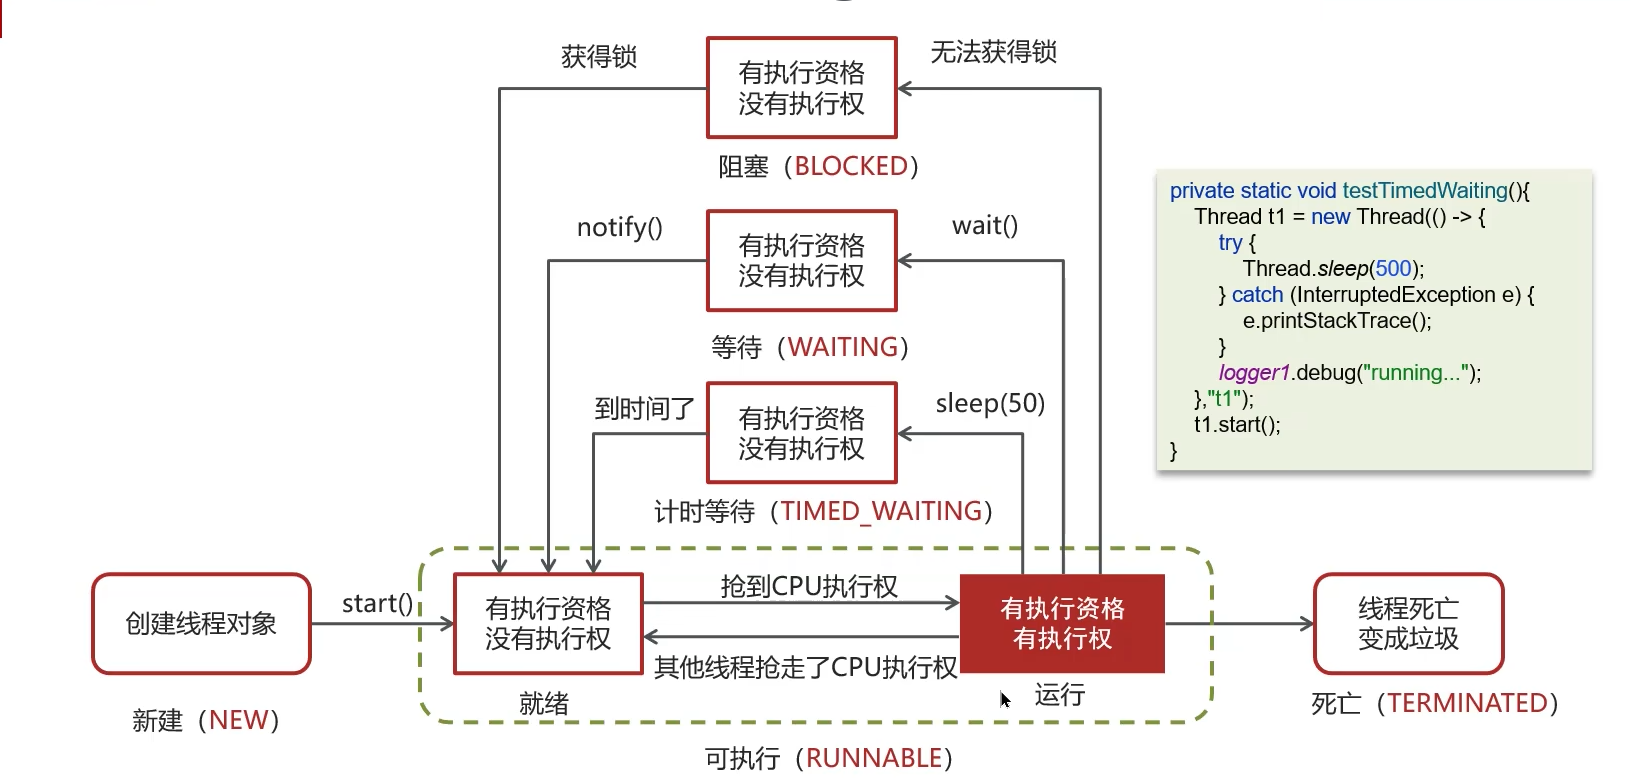 获得锁
有执行资格
没有执行权
无法获得锁
阻塞（BLOCKED）
notify()
有执行资格
没有执行权
wait()
等待（WAITING）
到时间了
有执行资格
没有执行权
sleep(50)
计时等待（TIMED_WAITING）
private static void testTimedWaiting(){
Thread t1 = new Thread(() -> {
try {
Thread.sleep(500);
} catch (InterruptedException e) {
e.printStackTrace();
}
logger1.debug("running...");
},"t1");
t1.start();
}
创建线程对象
新建（NEW）
start()
有执行资格
没有执行权
就绪
抢到CPU执行权
其他线程抢走了CPU执行权
有执行资格
有执行权
运行
可执行（RUNNABLE）
线程死亡
变成垃圾
死亡（TERMINATED）